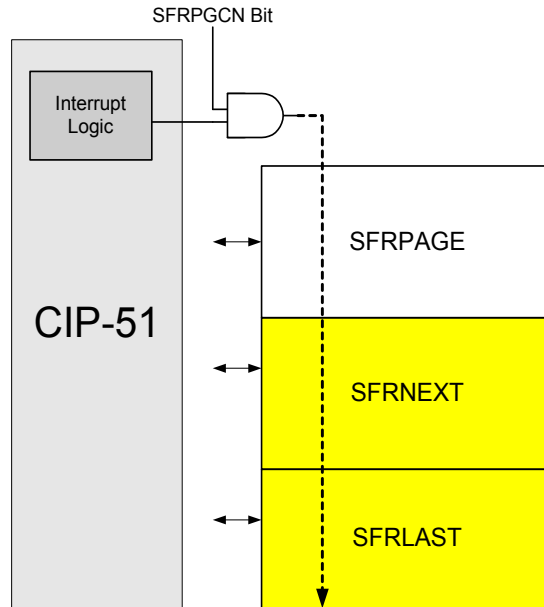 SFRPGCN Bit
Interrupt
Logic
CIP-51
SFRPAGE
SFRNEXT
SFRLAST